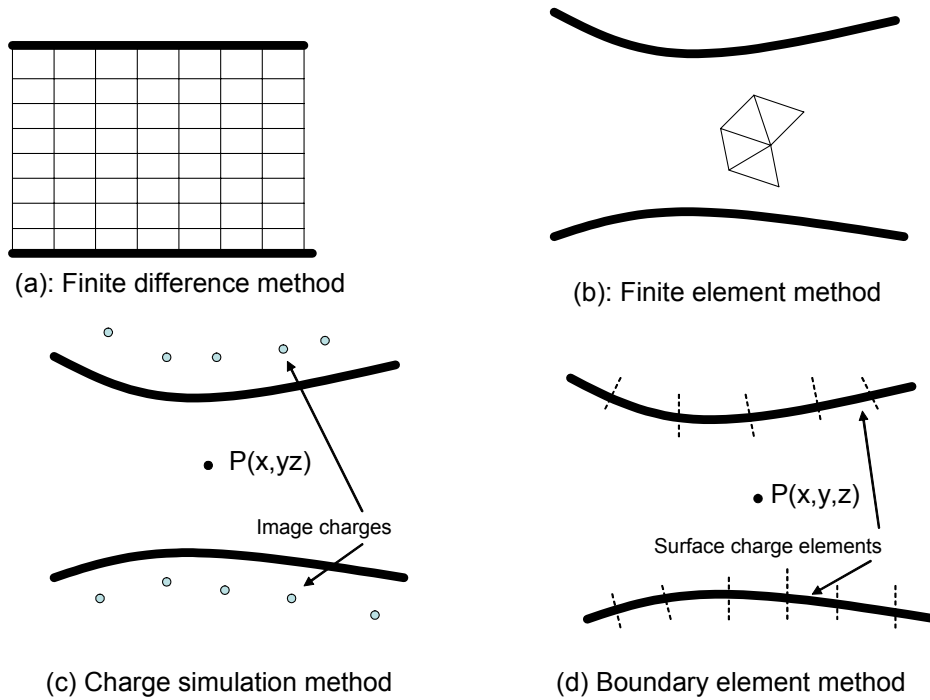 (a): Finite difference method
(b): Finite element method
P(x,yz)
Image charges
(c) Charge simulation method
P(x,y,z)
Surface charge elements
(d) Boundary element method